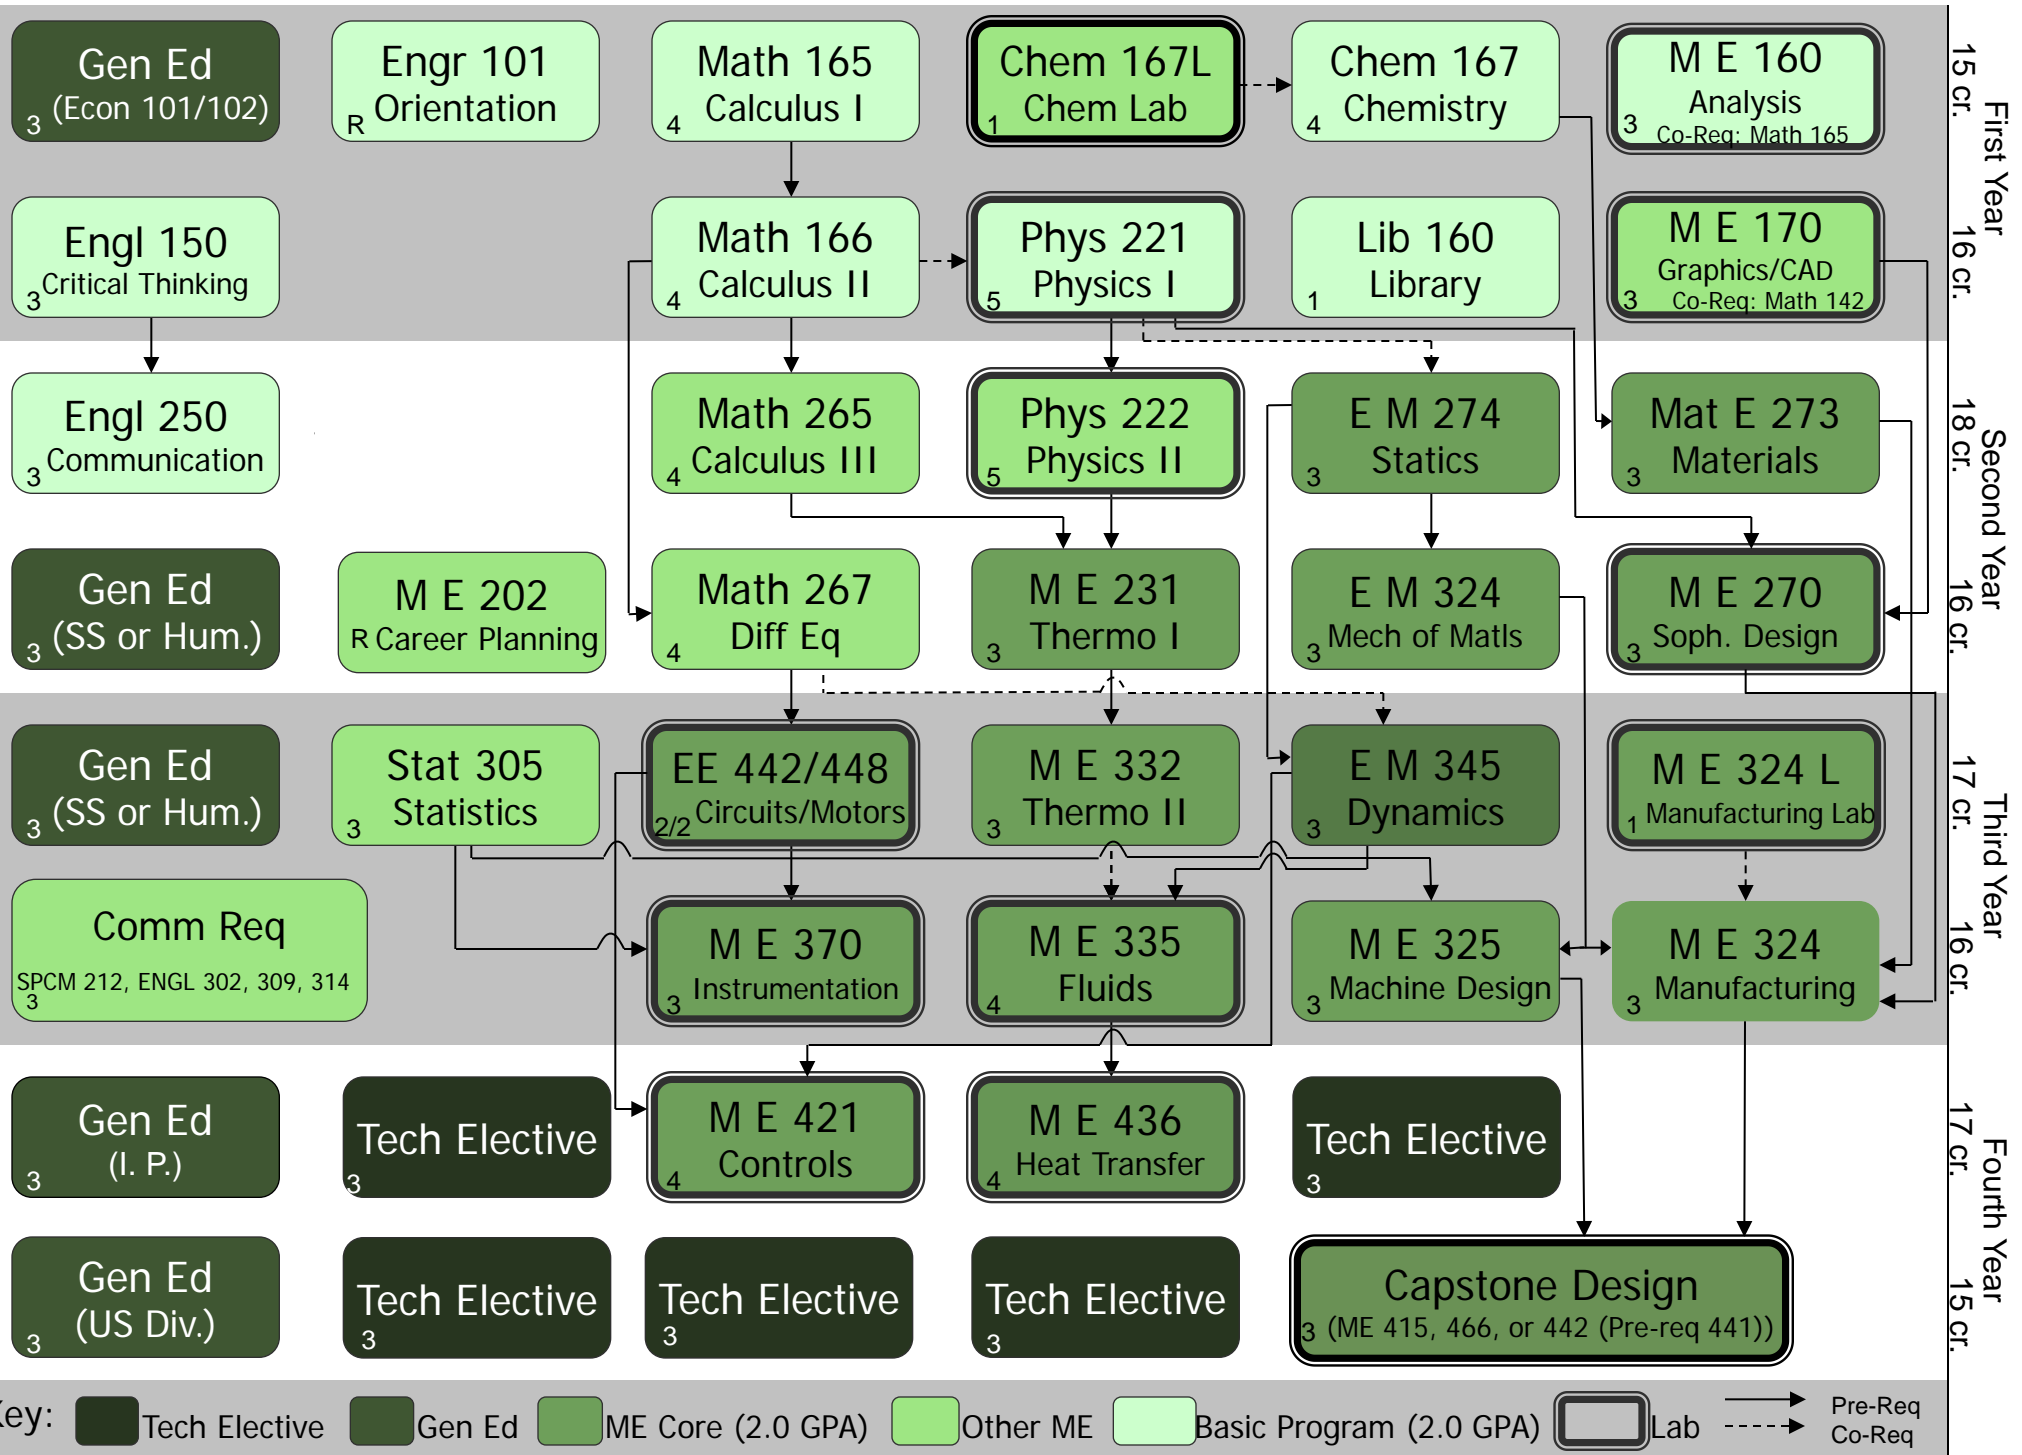 Gen Ed
3 (Econ 101/102)
Engr 101
R Orientation
Math 165
4 Calculus I
Chem 167L
1 Chem Lab
Chem 167
4 Chemistry
M E 160
Analysis
3 Co-Req: Math 165
15 cr.
First Year
Engl 150
3 Critical Thinking
Math 166
4 Calculus II
Phys 221
5 Physics I
Lib 160
1 Library
M E 170
Graphics/CAD
3 Co-Req: Math 142
16 cr.
Engl 250
3 Communication
Math 265
4 Calculus III
Phys 222
5 Physics II
E M 274
3 Statics
Mat E 273
3 Materials
18 cr.
Second Year
Gen Ed
3 (SS or Hum.)
M E 202
R Career Planning
Math 267
4 Diff Eq
M E 231
3 Thermo I
E M 324
3 Mech of Matls
M E 270
3 Soph. Design
16 cr.
Gen Ed
3 (SS or Hum.)
Stat 305
3 Statistics
EE 442/448
2/2 Circuits/Motors
M E 332
3 Thermo II
E M 345
3 Dynamics
M E 324 L
1 Manufacturing Lab
17 cr.
Third Year
Comm Req
SPCM 212, ENGL 302, 309, 314
3
M E 370
3 Instrumentation
M E 335
4 Fluids
M E 325
3 Machine Design
M E 324
3 Manufacturing
16 cr.
Gen Ed
3 (I. P.)
Tech Elective
3
M E 421
4 Controls
M E 436
4 Heat Transfer
Tech Elective
3
17 cr.
Fourth Year
Gen Ed
3 (US Div.)
Tech Elective
3
Tech Elective
3
Tech Elective
3
Capstone Design
3 (ME 415, 466, or 442 (Pre-req 441))
15 cr.
Key: Tech Elective Gen Ed ME Core (2.0 GPA) Other ME Basic Program (2.0 GPA) Lab
Pre-Req
Co-Req